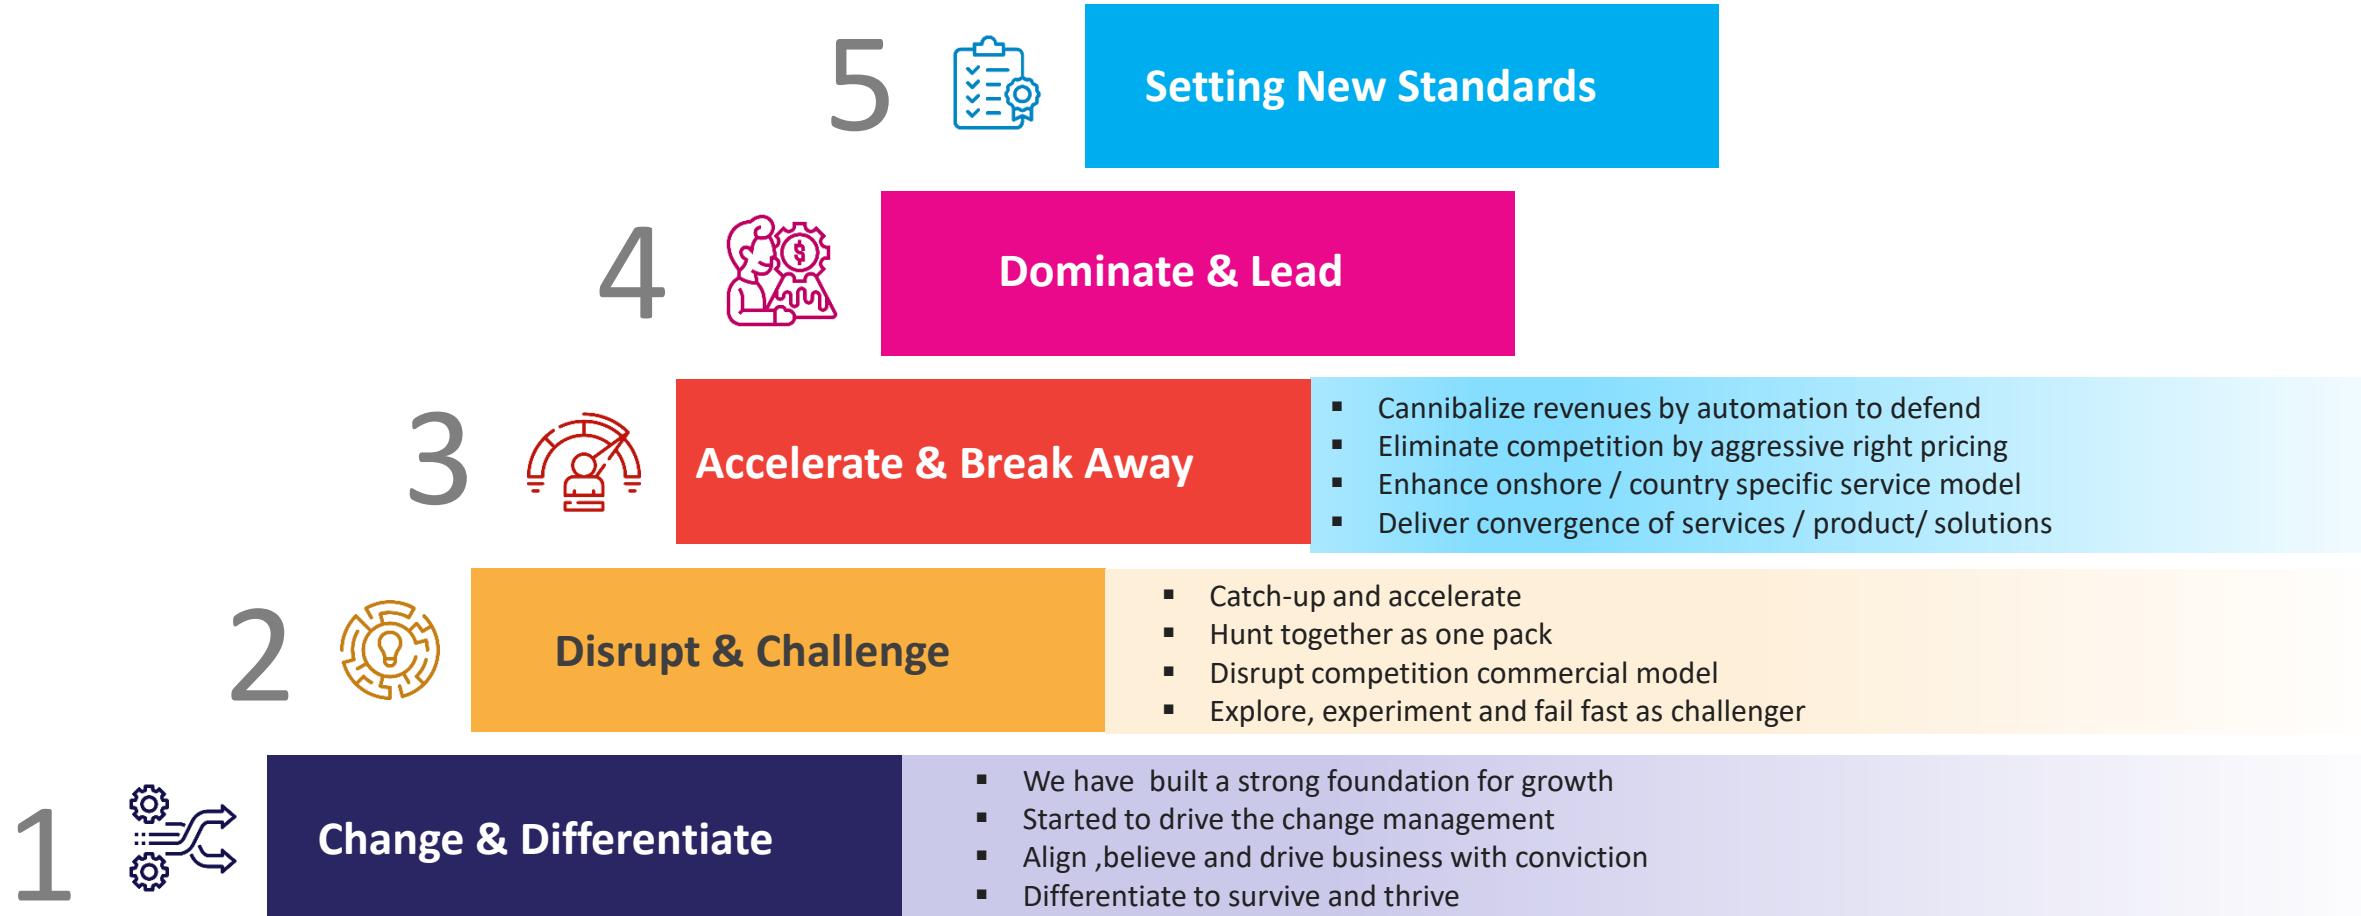 5
Setting New Standards
4
Dominate & Lead
3
Accelerate & Break Away
▪ Cannibalize revenues by automation to defend
▪ Eliminate competition by aggressive right pricing
▪ Enhance onshore / country specific service model
▪ Deliver convergence of services / product/ solutions
2
Disrupt & Challenge
▪ Catch-up and accelerate
▪ Hunt together as one pack
▪ Disrupt competition commercial model
▪ Explore, experiment and fail fast as challenger
1
Change & Differentiate
▪ We have  built a strong foundation for growth
▪ Started to drive the change management
▪ Align ,believe and drive business with conviction
▪ Differentiate to survive and thrive